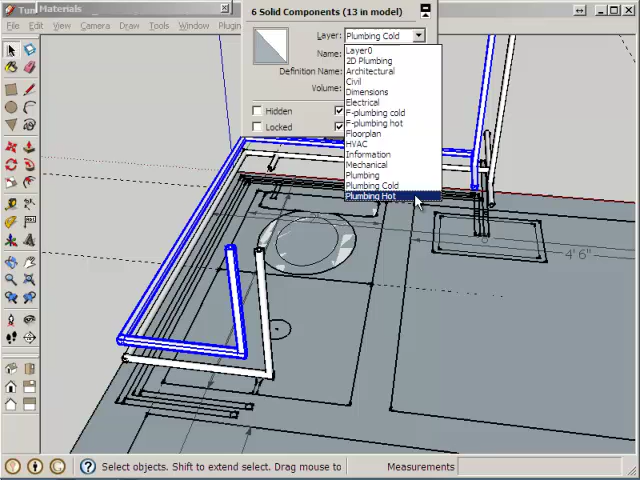 Materials
6 Solid Components (13 in model)
File Edit View Camera Draw Tools Window Plugin
Layer: Plumbing Cold
Name:
Definition Name:
Volume:
Hidden
Locked
Layer0
2D Plumbing
Architectural
Civil
Dimensions
Electrical
F-plumbing cold
F-plumbing hot
Floorplan
HVAC
Information
Mechanical
Plumbing
Plumbing Cold
Plumbing Hot
4' 6"
Select objects. Shift to extend select. Drag mouse to
Measurements